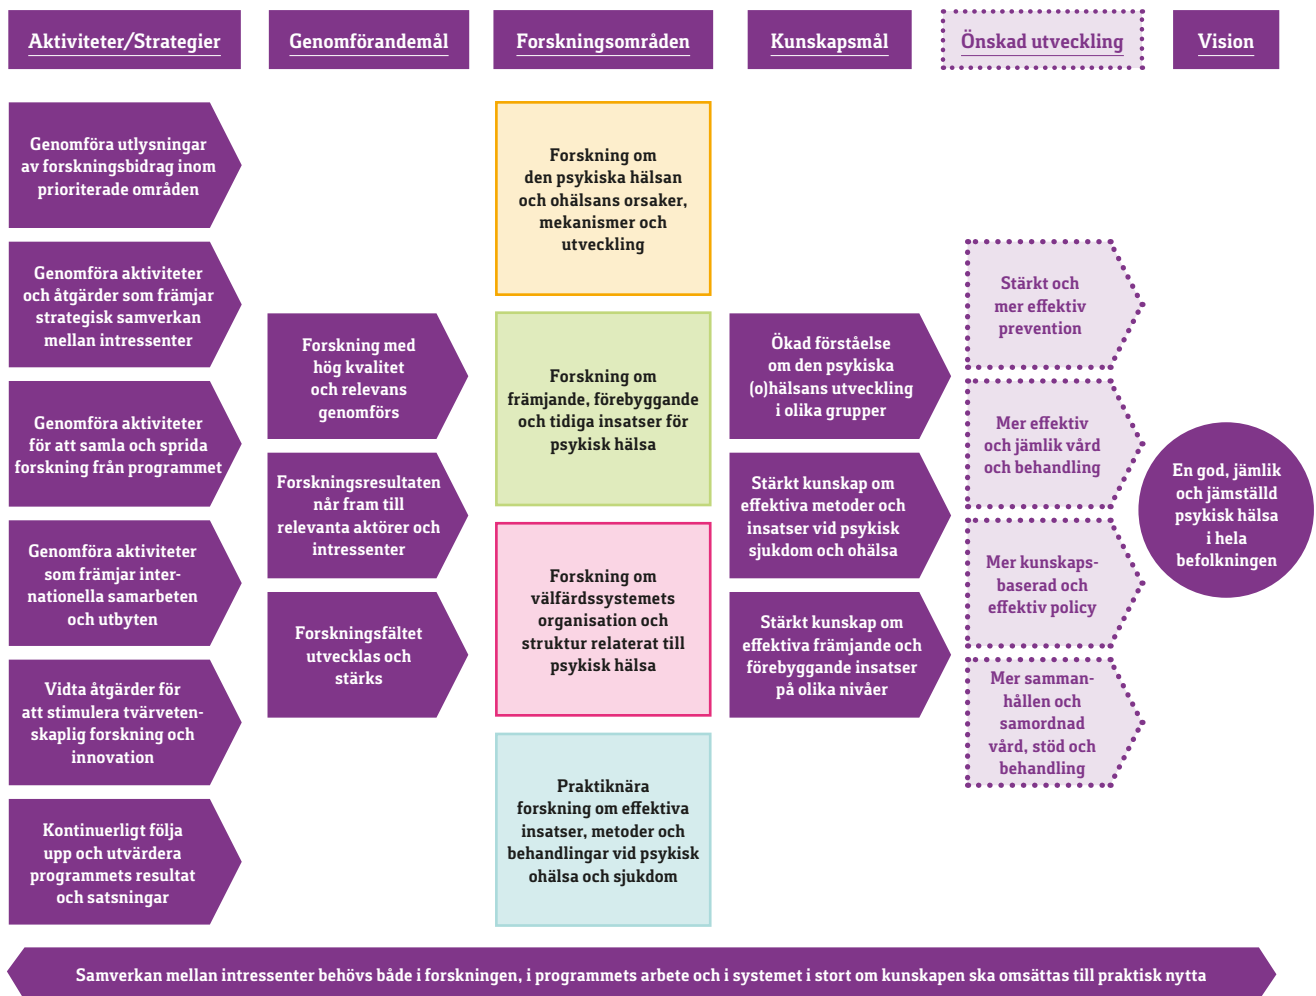 Aktiviteter/Strategier
Genomförandemål
Forskningsområden
Kunskapsmål
Önskad utveckling
Vision
Genomföra utlysningar
av forskningsbidrag inom
prioriterade områden
Genomföra aktiviteter
och åtgärder som främjar
strategisk samverkan
mellan intressenter
Genomföra aktiviteter
för att samla och sprida
forskning från programmet
Genomföra aktiviteter
som främjar inter-
nationella samarbeten
och utbyten
Vidta åtgärder för
att stimulera tvärveten-
skaplig forskning och
innovation
Kontinuerligt följa
upp och utvärdera
programmets resultat
och satsningar
Forskning med
hög kvalitet
och relevans
genomförs
Forskningsresultaten
når fram till
relevanta aktörer och
intressenter
Forskningsfältet
utvecklas och
stärks
Forskning om
den psykiska hälsan
och ohälsans orsaker,
mekanismer och
utveckling
Forskning om
främjande, förebyggande
och tidiga insatser för
psykisk hälsa
Forskning om
välfärdssystemets
organisation och
struktur relaterat till
psykisk hälsa
Praktiknära
forskning om effektiva
insatser, metoder och
behandlingar vid psykisk
ohälsa och sjukdom
Ökad förståelse
om den psykiska
(o)hälsans utveckling
i olika grupper
Stärkt kunskap om
effektiva metoder och
insatser vid psykisk
sjukdom och ohälsa
Stärkt kunskap om
effektiva främjande och
förebyggande insatser
på olika nivåer
Stärkt och
mer effektiv
prevention
Mer effektiv
och jämlik vård
och behandling
Mer kunskaps-
baserad och
effektiv policy
Mer samman-
hållen och
samordnad
vård, stöd och
behandling
En god, jämlik
och jämställd
psykisk hälsa
i hela
befolkningen
Samverkan mellan intressenter behövs både i forskningen, i programmets arbete och i systemet i stort om kunskapen ska omsättas till praktisk nytta